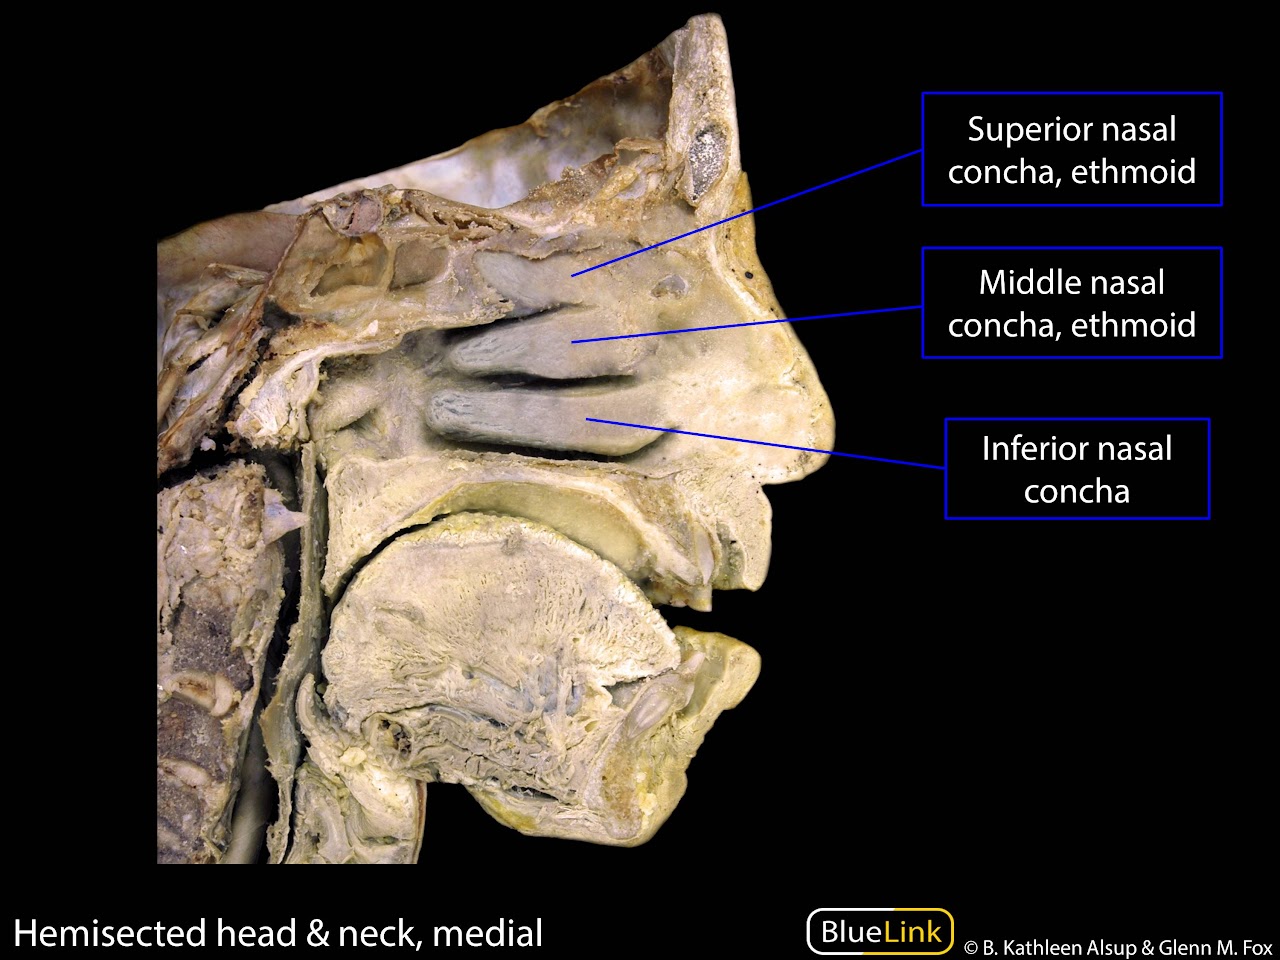 Superior nasal
concha, ethmoid
Middle nasal
concha, ethmoid
Inferior nasal
concha
Hemisected head & neck, medial
BlueLink
© B. Kathleen Alsup & Glenn M. Fox